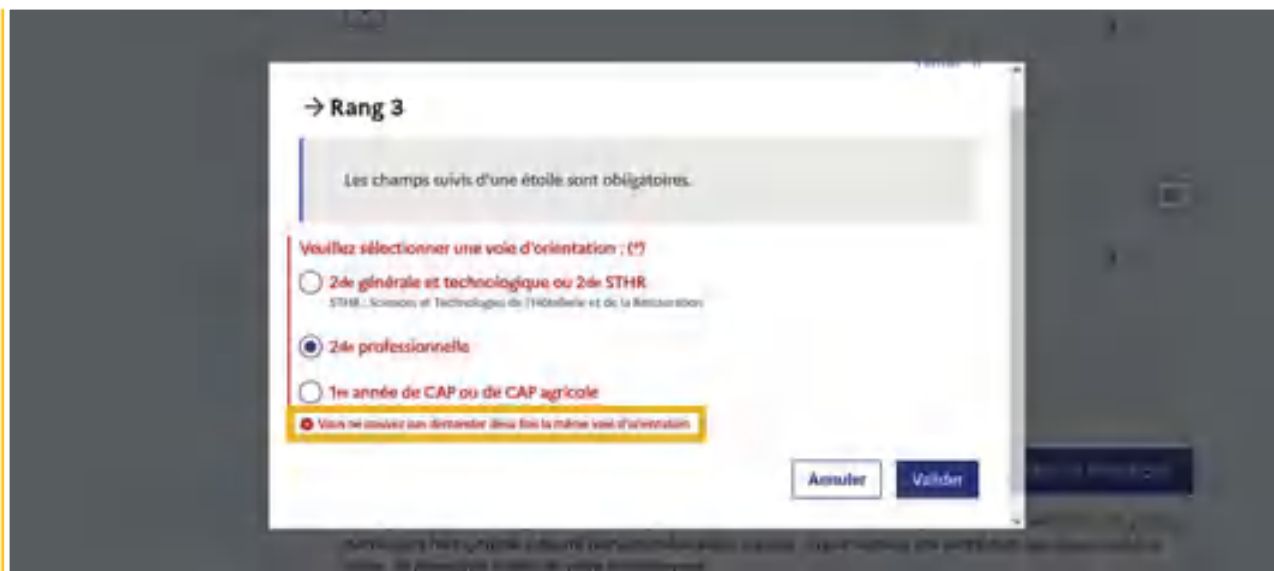 → Rang 3
Les champs suivis d'une étoile sont obligatoires.
Veuillez sélectionner une voie d'orientation : (*)
2de générale et technologique ou 2de STHR
STHR : Sciences et Technologies de l'Hôtellerie et de la Restauration
2de professionnelle
1re année de CAP ou de CAP agricole
Vous ne pouvez pas demander deux fois la même voie d'orientation
Annuler Valider